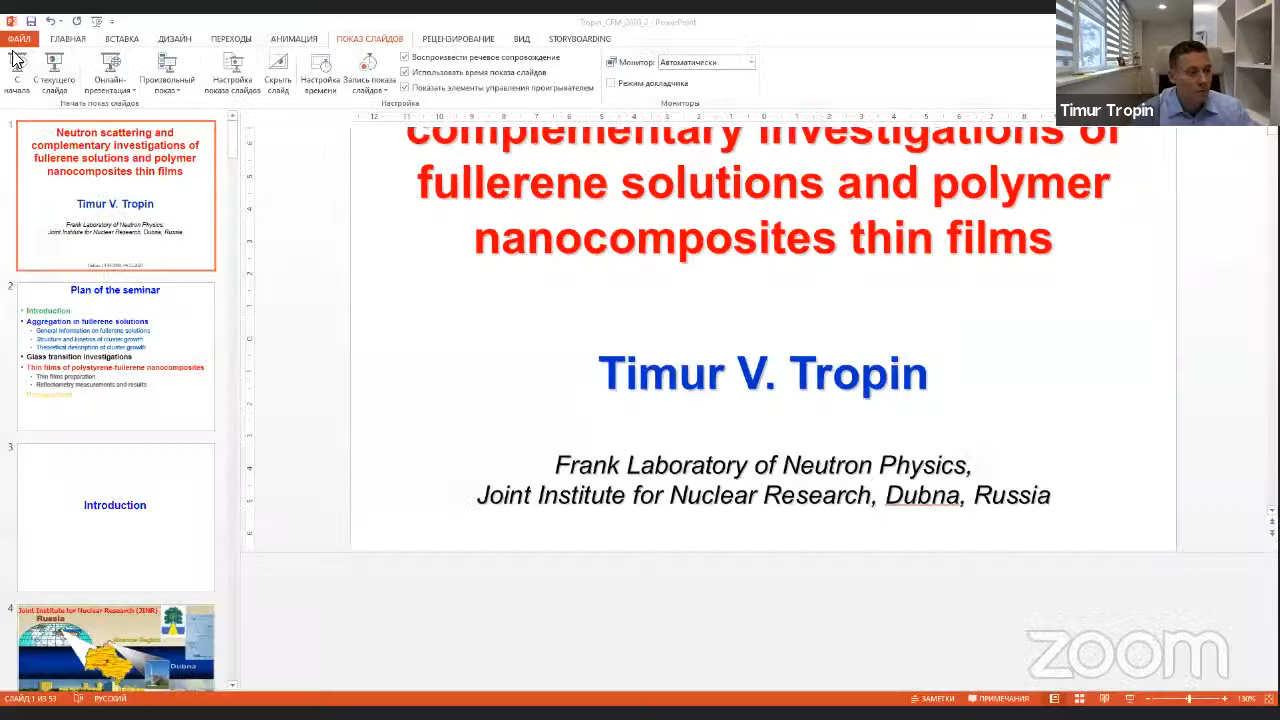 Tropin_CFM_2020_2 - PowerPoint
ФАЙЛ ГЛАВНАЯ ВСТАВКА ДИЗАЙН ПЕРЕХОДЫ АНИМАЦИЯ ПОКАЗ СЛАЙДОВ РЕЦЕНЗИРОВАНИЕ ВИД STORYBOARDING
С начала
С текущего слайда
Онлайн-презентация
Произвольный показ
Настройка показа слайдов
Скрыть слайд
Настройка времени
Запись показа слайдов
Воспроизвести речевое сопровождение
Использовать время показа слайдов
Показать элементы управления проигрывателем
Монитор: Автоматически
Режим докладчика
Начать показ слайдов
Настройка
Мониторы
Timur Tropin
1
Neutron scattering and
complementary investigations of
fullerene solutions and polymer
nanocomposites thin films
Timur V. Tropin
Frank Laboratory of Neutron Physics,
Joint Institute for Nuclear Research, Dubna, Russia
2
Plan of the seminar
• Introduction
• Aggregation in fullerene solutions
• General information on fullerene solutions
• Structure and kinetics of cluster growth
• Theoretical description of cluster growth
• Glass transition investigations
• Thin films of polystyrene-fullerene nanocomposites
• Thin films preparation
• Reflectometry measurements and results
3
Introduction
4
Joint Institute for Nuclear Research (JINR)
Russia
Moscow Region
Dubna
complementary investigations of
fullerene solutions and polymer
nanocomposites thin films
Timur V. Tropin
Frank Laboratory of Neutron Physics,
Joint Institute for Nuclear Research, Dubna, Russia
zoom
СЛАЙД 1 ИЗ 53 РУССКИЙ ЗАМЕТКИ ПРИМЕЧАНИЯ 130%